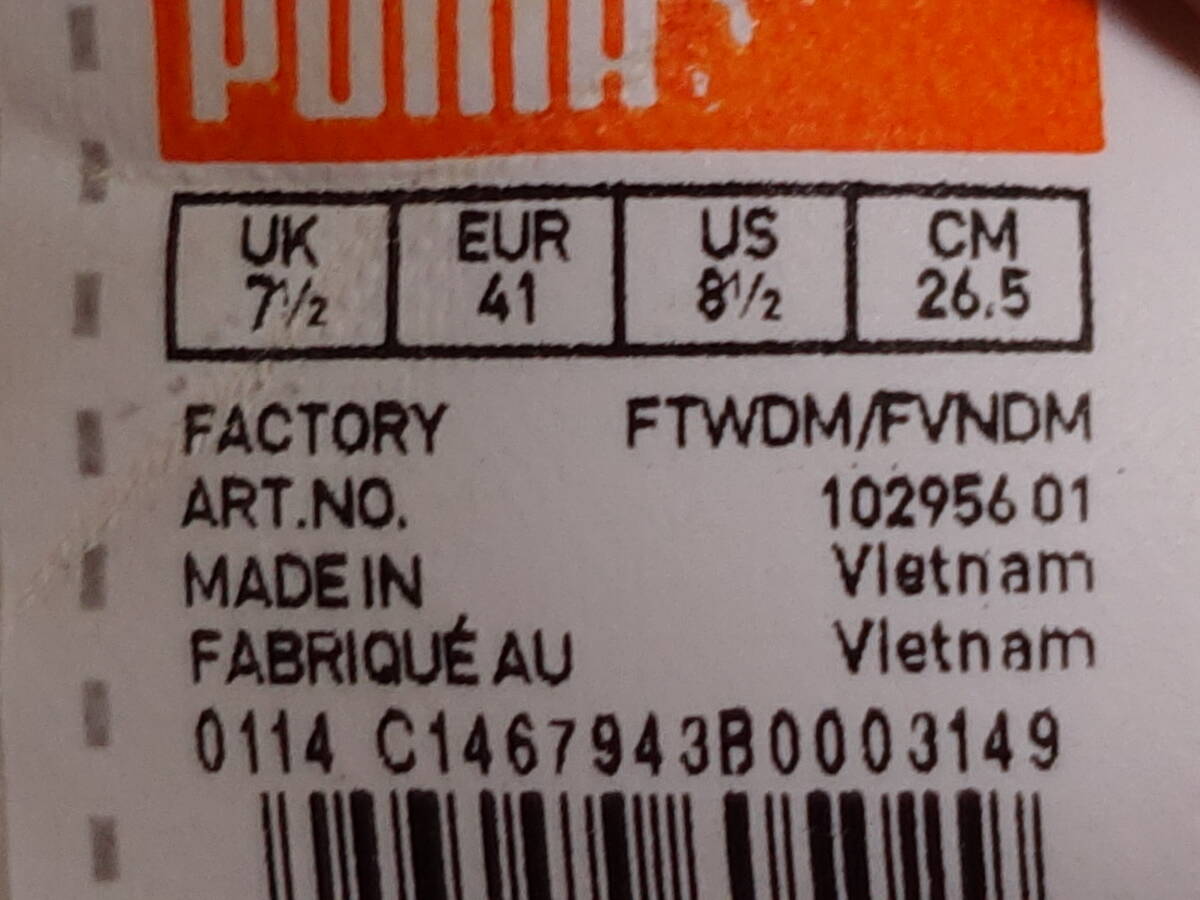 PUMA
UK EUR US CM
7½ 41 8½ 26.5
FACTORY FTWDM/FVNDM
ART.NO. 102956 01
MADE IN Vietnam
FABRIQUÉ AU Vietnam
0114 C1467943B0003149